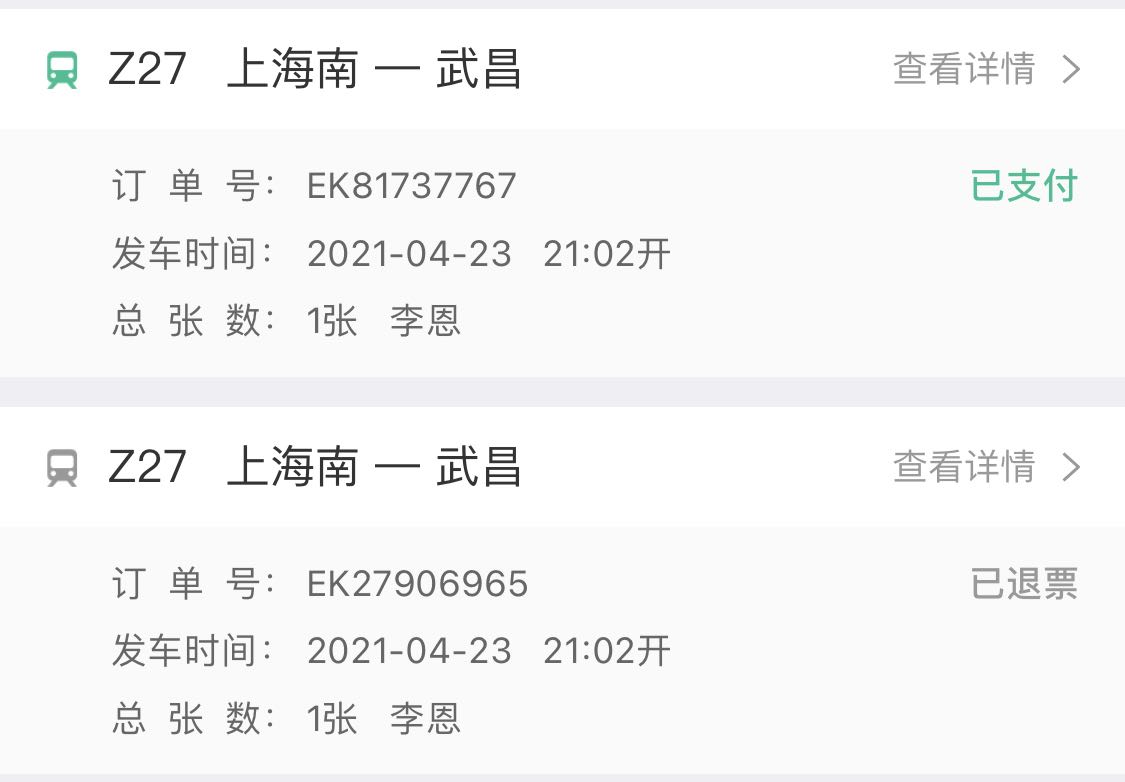 Z27 上海南 — 武昌 查看详情 >
订 单 号： EK81737767 已支付
发车时间： 2021-04-23 21:02开
总 张 数： 1张 李恩
Z27 上海南 — 武昌 查看详情 >
订 单 号： EK27906965 已退票
发车时间： 2021-04-23 21:02开
总 张 数： 1张 李恩